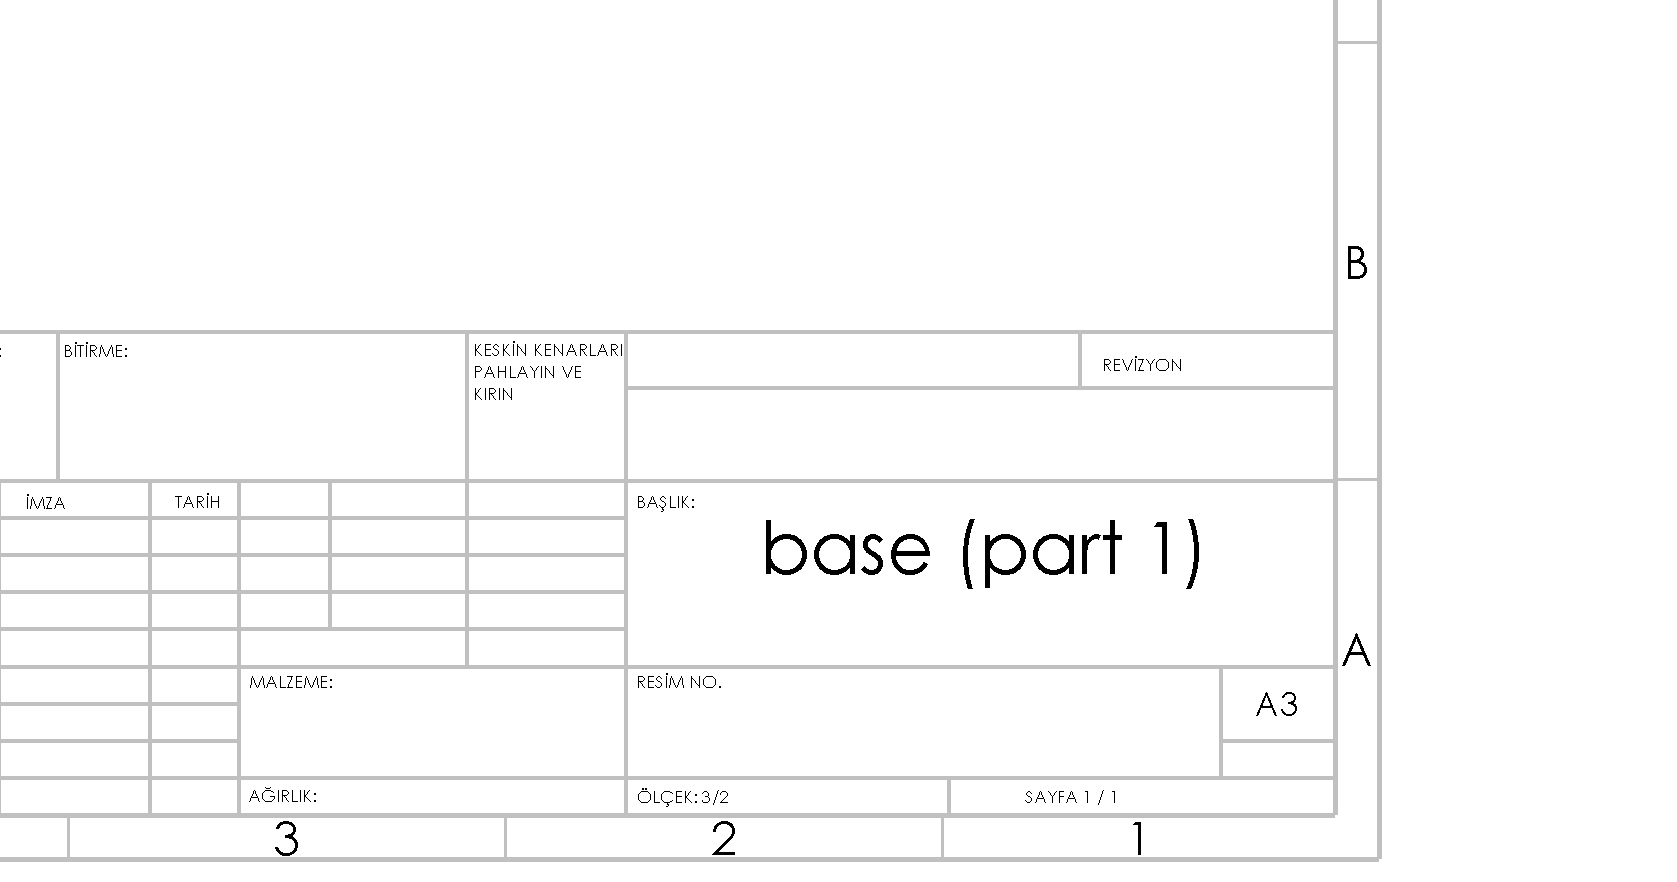 B
BİTİRME:
KESKİN KENARLARI
PAHLAYIN VE
KIRIN
REVİZYON
İMZA
TARİH
BAŞLIK:
base (part 1)
A
MALZEME:
RESİM NO.
A3
AĞIRLIK:
ÖLÇEK:3/2
SAYFA 1 / 1
3
2
1